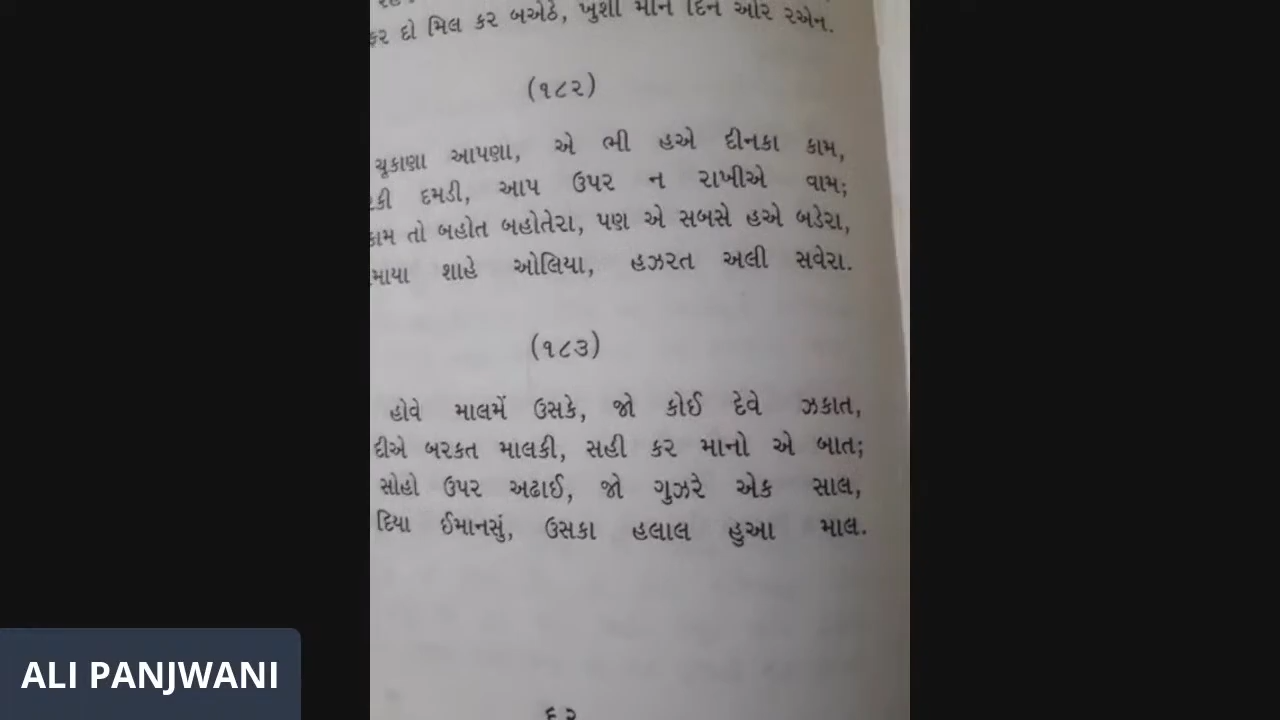 દો મિલ કર બએઠે, ખુશી માન દિન ઓર રએન.
(૧૮૨)
ચૂકાણા આપણા, એ ભી હએ દીનકા કામ,
દમડી, આપ ઉપર ન રાખીએ વામ;
કામ તો બહોત બહોતેરા, પણ એ સબસે હએ બડેરા,
શાહે ઓલિયા, હઝરત અલી સવેરા.
(૧૮૩)
હોવે માલમેં ઉસકે, જો કોઈ દેવે ઝકાત,
દીએ બરકત માલકી, સહી કર માનો એ બાત;
સોહો ઉપર અઢાઈ, જો ગુઝરે એક સાલ,
દિયા ઈમાનસું, ઉસકા હલાલ હુઆ માલ.
ALI PANJWANI